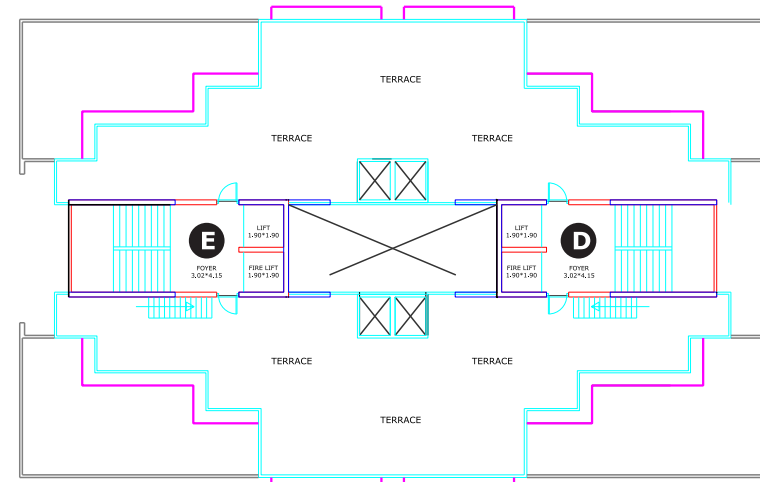 TERRACE
TERRACE
TERRACE
E
LIFT
1.90*1.90
FOYER
3.02*4.15
FIRE LIFT
1.90*1.90
LIFT
1.90*1.90
FIRE LIFT
1.90*1.90
D
FOYER
3.02*4.15
TERRACE
TERRACE
TERRACE